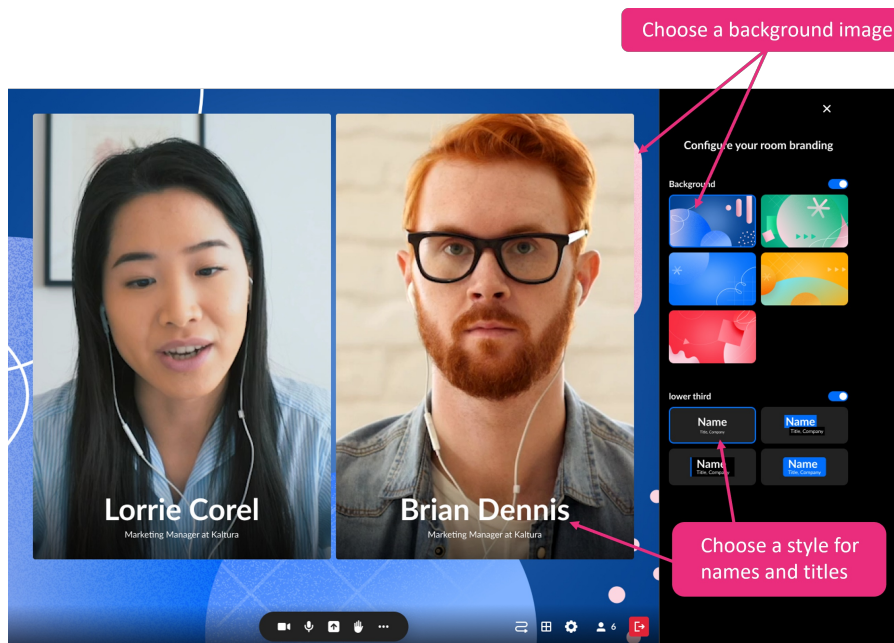 Choose a background image
Configure your room branding
Background
lower third
Name
Title, Company
Name
Title, Company
Name
Title, Company
Name
Title, Company
Lorrie Corel
Marketing Manager at Kaltura
Brian Dennis
Marketing Manager at Kaltura
Choose a style for
names and titles
6